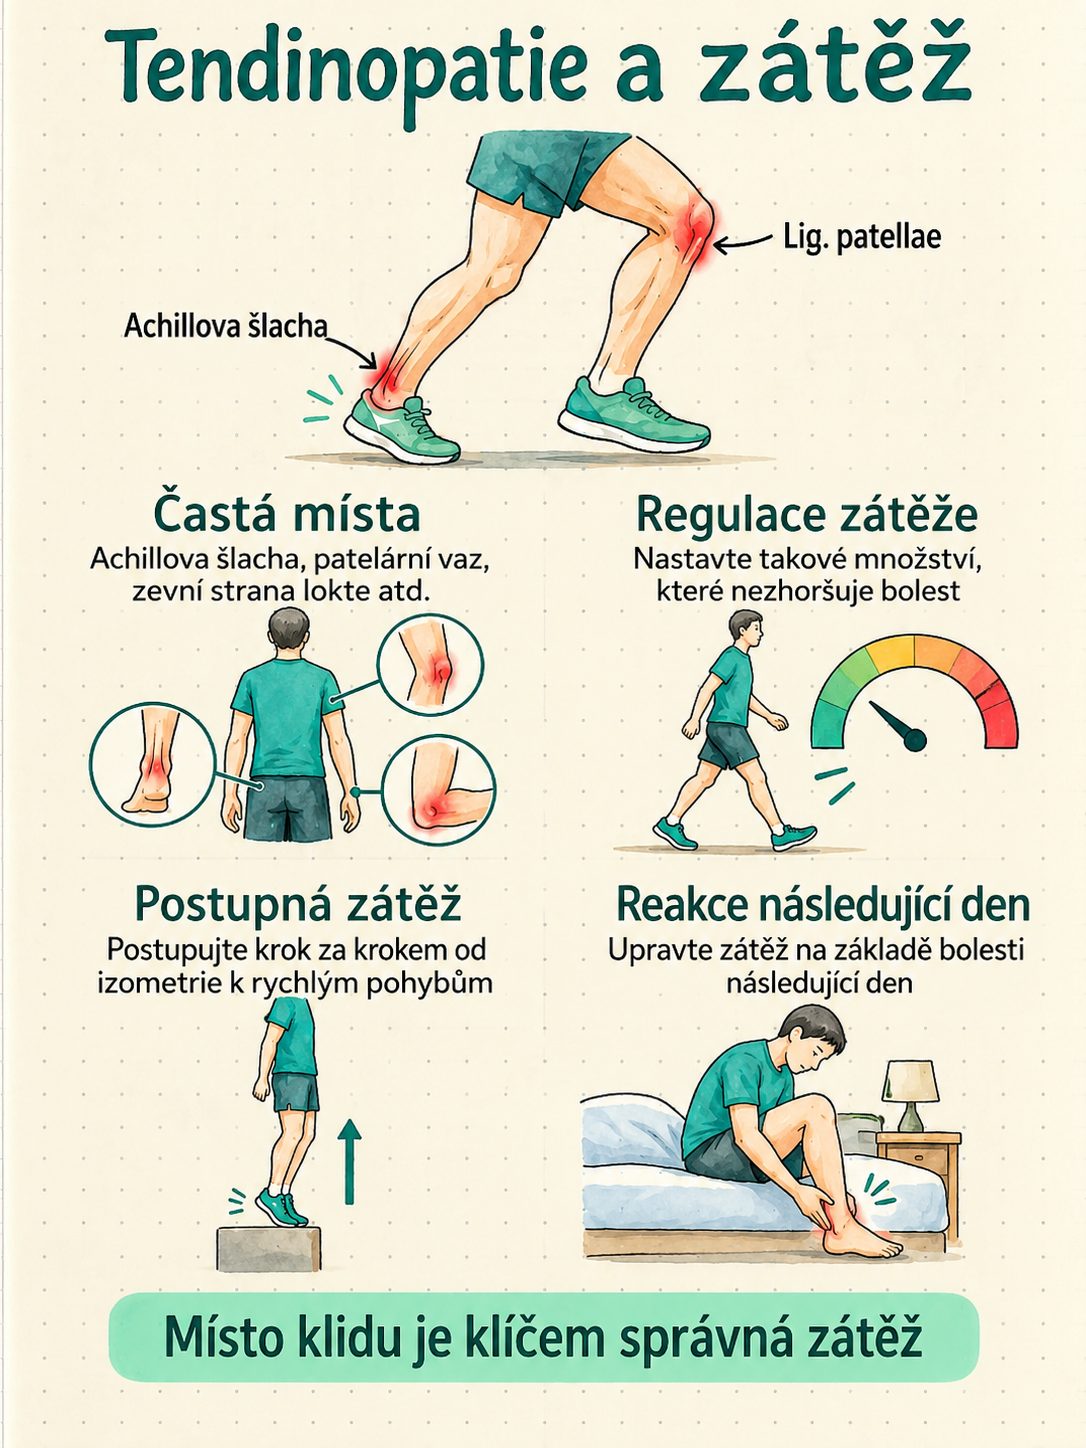 Tendinopatie a zátěž
Lig. patellae
Achillova šlacha
Častá místa
Achillova šlacha, patelární vaz,
zevní strana lokte atd.
Regulace zátěže
Nastavte takové množství,
které nezhoršuje bolest
Postupná zátěž
Postupujte krok za krokem od
izometrie k rychlým pohybům
Reakce následující den
Upravte zátěž na základě bolesti
následující den
Místo klidu je klíčem správná zátěž